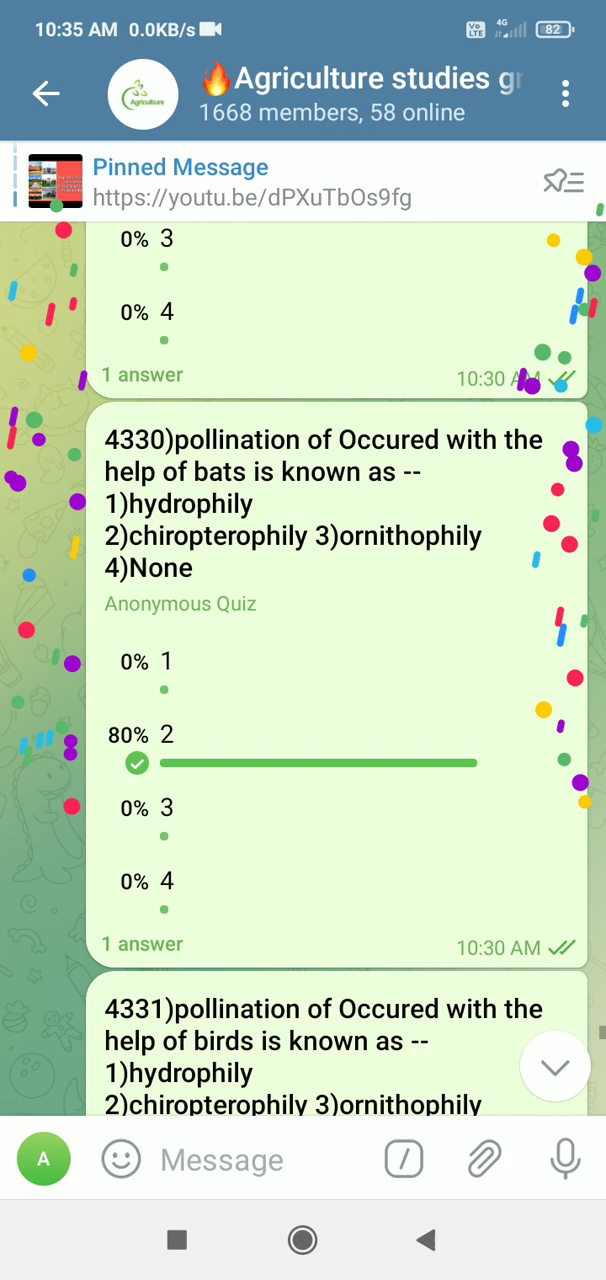 10:35 AM 0.0KB/s
Vo LTE 4G 82
🔥Agriculture studies gr
Agriculture
1668 members, 58 online
Pinned Message
https://youtu.be/dPXuTbOs9fg
0% 3
0% 4
1 answer 10:30 AM
4330)pollination of Occured with the
help of bats is known as --
1)hydrophily
2)chiropterophily 3)ornithophily
4)None
Anonymous Quiz
0% 1
80% 2
0% 3
0% 4
1 answer 10:30 AM
4331)pollination of Occured with the
help of birds is known as --
1)hydrophily
2)chiropterophily 3)ornithophily
A Message